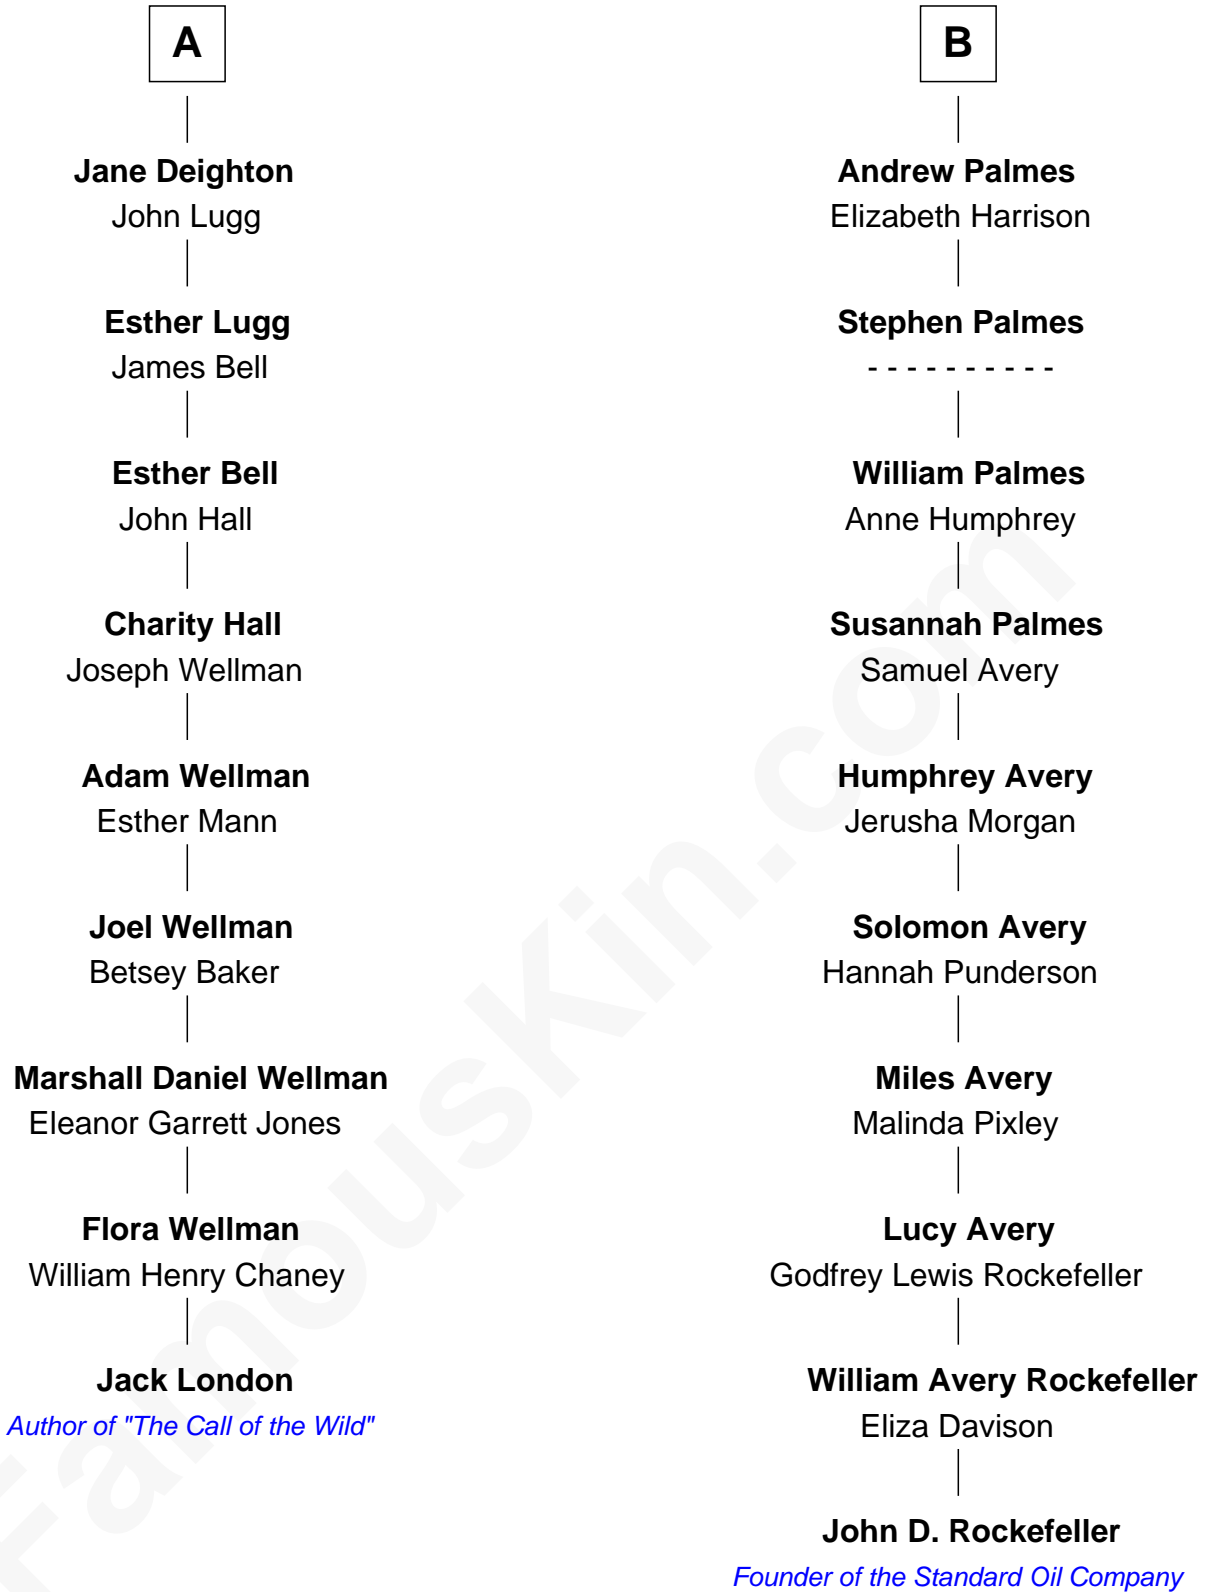 A
Jane Deighton
John Lugg
Esther Lugg
James Bell
Esther Bell
John Hall
Charity Hall
Joseph Wellman
Adam Wellman
Esther Mann
Joel Wellman
Betsey Baker
Marshall Daniel Wellman
Eleanor Garrett Jones
Flora Wellman
William Henry Chaney
Jack London
Author of "The Call of the Wild"
B
Andrew Palmes
Elizabeth Harrison
Stephen Palmes
- - - - - - - - - -
William Palmes
Anne Humphrey
Susannah Palmes
Samuel Avery
Humphrey Avery
Jerusha Morgan
Solomon Avery
Hannah Punderson
Miles Avery
Malinda Pixley
Lucy Avery
Godfrey Lewis Rockefeller
William Avery Rockefeller
Eliza Davison
John D. Rockefeller
Founder of the Standard Oil Company
FamousKin.com